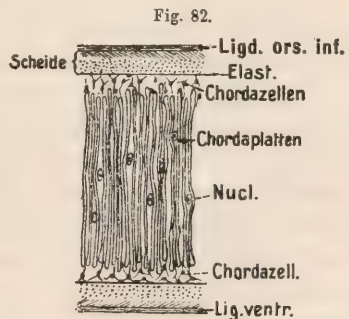 Fig. 82.
Ligd. ors. inf.
Scheide
Elast.
Chordazellen
Chordaplatten
Nucl.
Chordazell.
Lig.ventr.